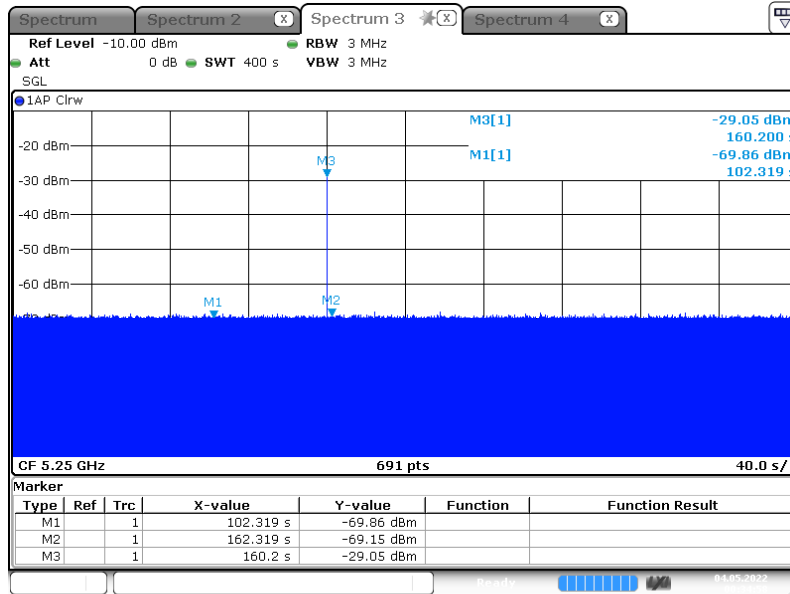 Spectrum Spectrum 2 X Spectrum 3 X Spectrum 4 X
Ref Level -10.00 dBm RBW 3 MHz
Att 0 dB SWT 400 s VBW 3 MHz
SGL
1AP Clrw
M3[1] -29.05 dBm
160.200 s
M1[1] -69.86 dBm
102.319 s
-20 dBm
M3
-30 dBm
-40 dBm
-50 dBm
-60 dBm
M1 M2
CF 5.25 GHz 691 pts 40.0 s/
Marker
Type Ref Trc X-value Y-value Function Function Result
M1 1 102.319 s -69.86 dBm
M2 1 162.319 s -69.15 dBm
M3 1 160.2 s -29.05 dBm
Ready 04.05.2022